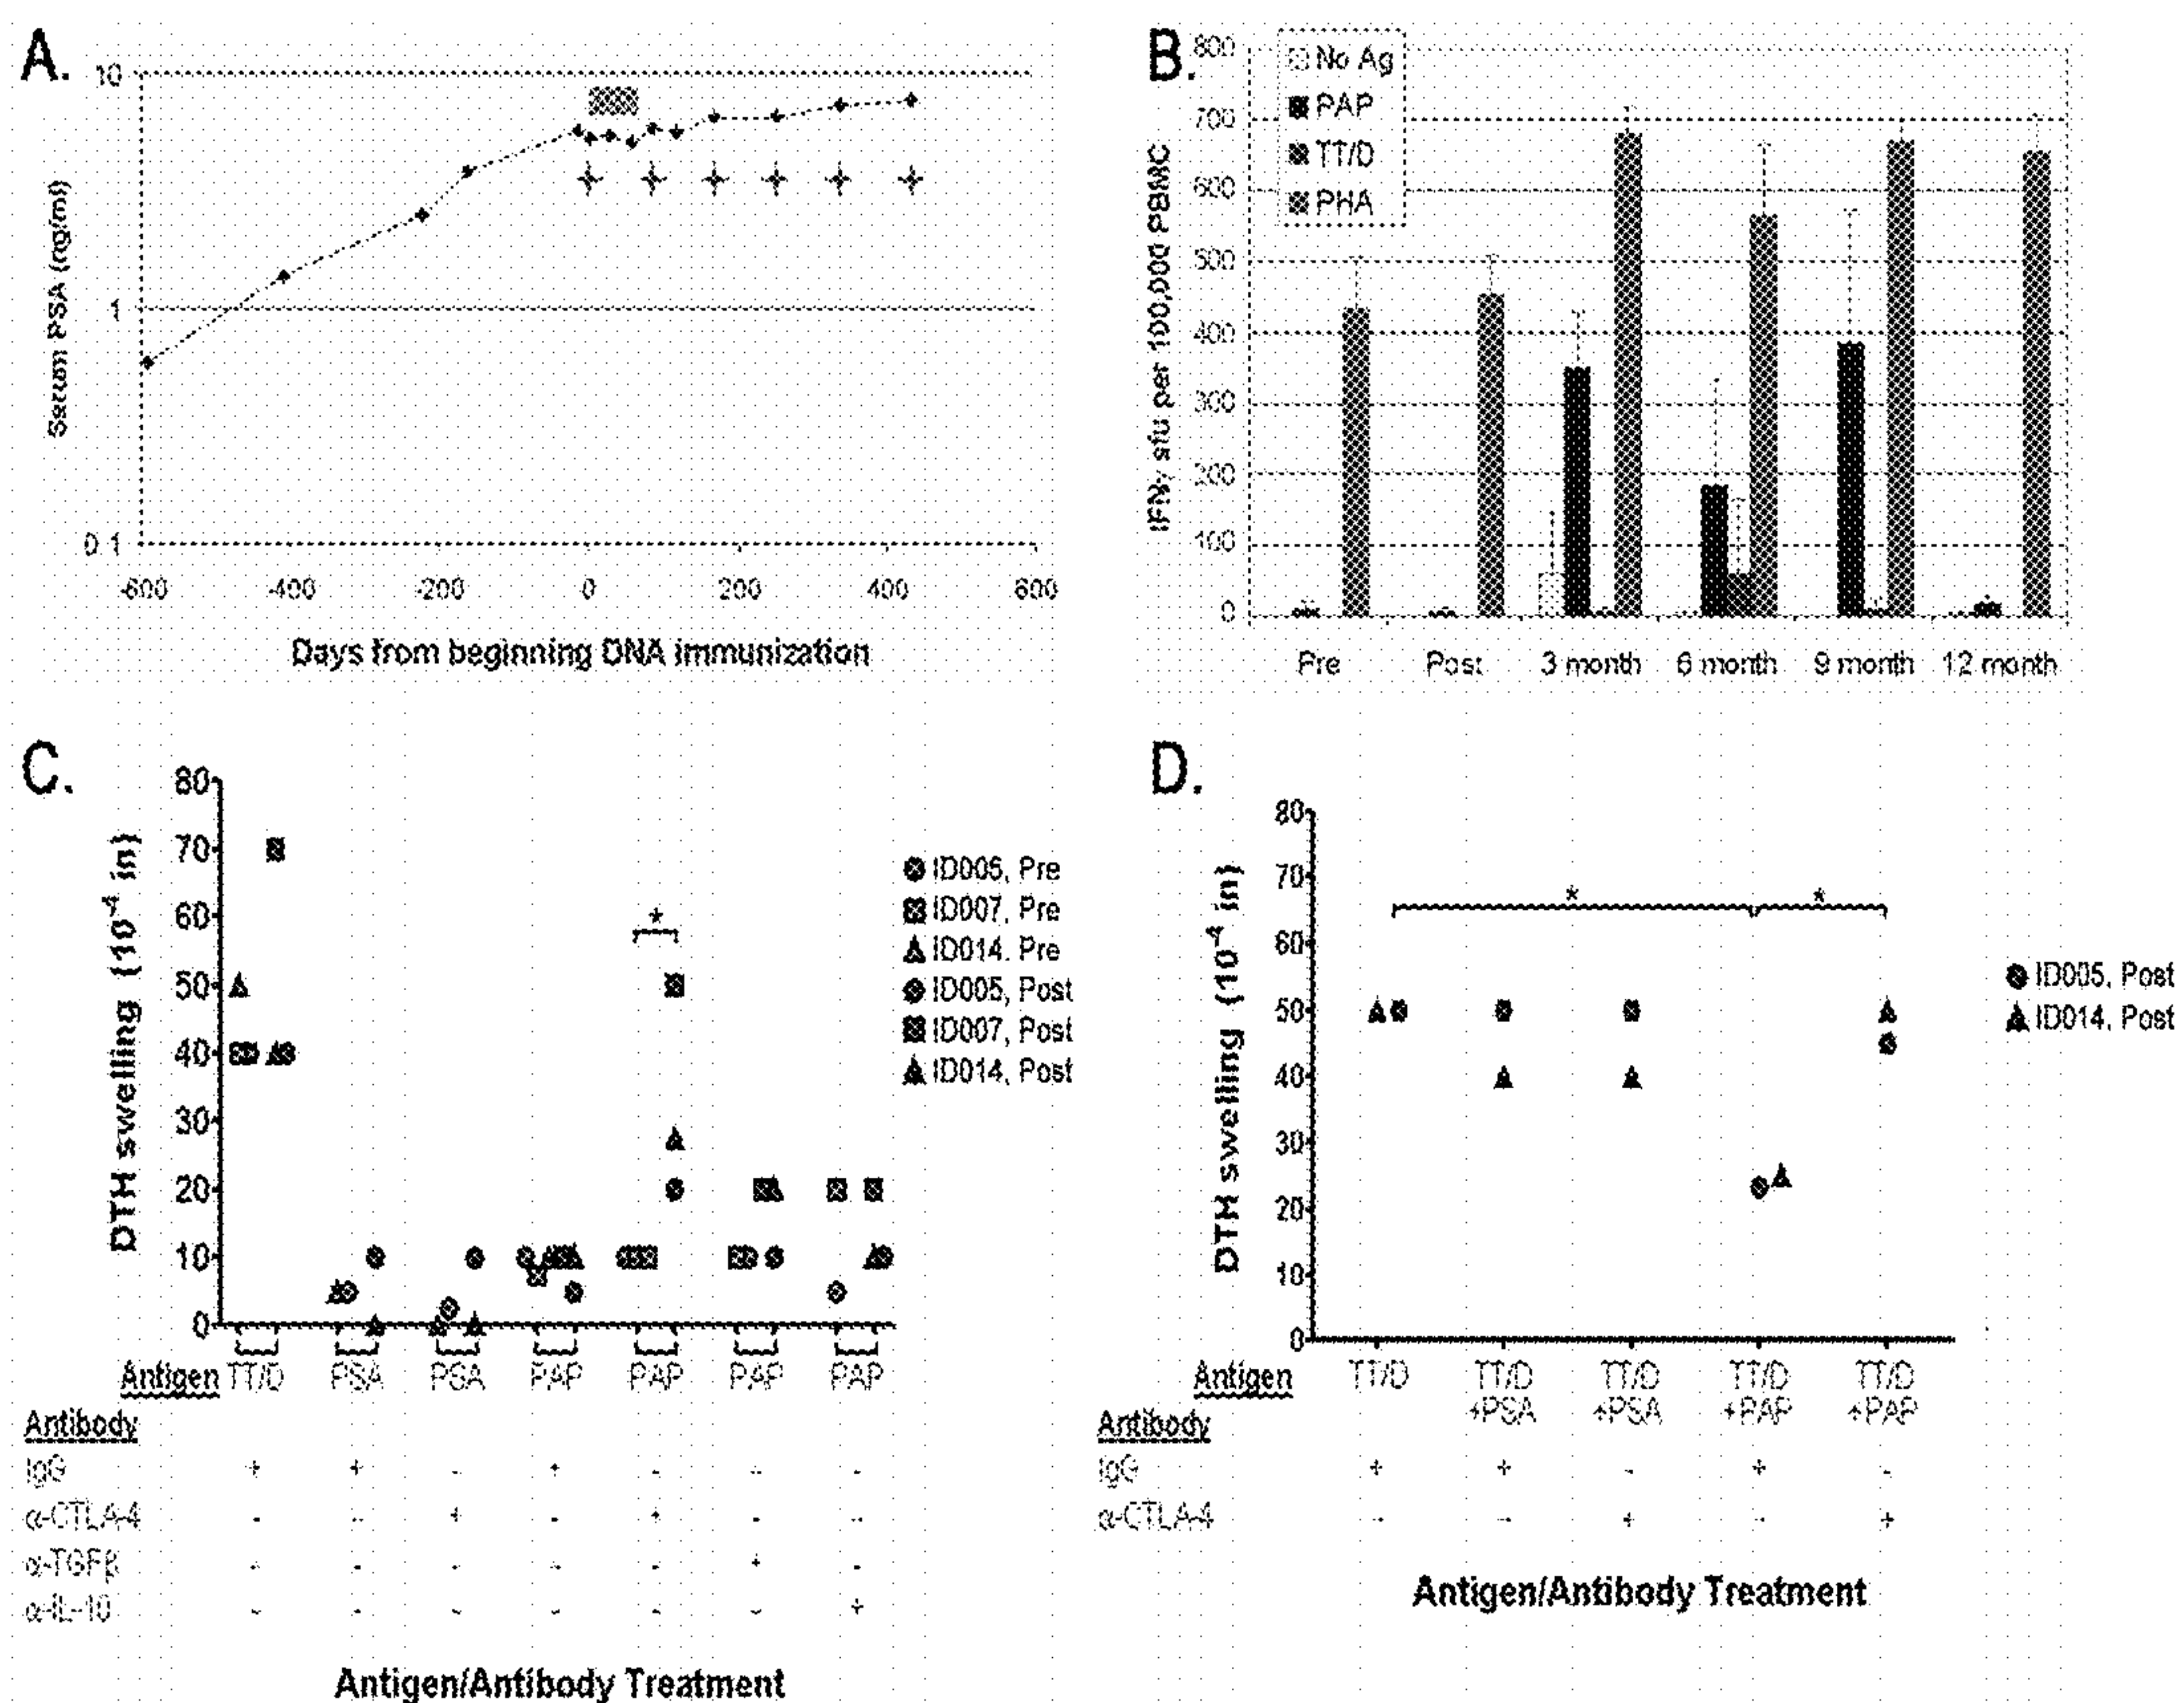 A.
10
1
0.1
Serum PSA (ng/ml)
-600 -400 -200 0 200 400 600
Days from beginning DNA immunization
B.
800
700
600
500
400
300
200
100
0
IFNγ sfu per 100,000 PBMC
No Ag
PAP
TT/D
PHA
Pre Post 3 month 6 month 9 month 12 month
C.
80
70
60
50
40
30
20
10
0
DTH swelling (10⁻⁴ in)
*
ID005, Pre
ID007, Pre
ID014, Pre
ID005, Post
ID007, Post
ID014, Post
Antigen TT/D PSA PSA PAP PAP PAP PAP
Antibody
IgG + + - + - - -
α-CTLA-4 - - + - + - -
α-TGFβ - - - - - + -
α-IL-10 - - - - - - +
Antigen/Antibody Treatment
D.
80
70
60
50
40
30
20
10
0
DTH swelling (10⁻⁴ in)
* *
ID005, Post
ID014, Post
Antigen TT/D TT/D TT/D TT/D TT/D
+PSA +PSA +PAP +PAP
Antibody
IgG + + - + -
α-CTLA-4 - - + - +
Antigen/Antibody Treatment